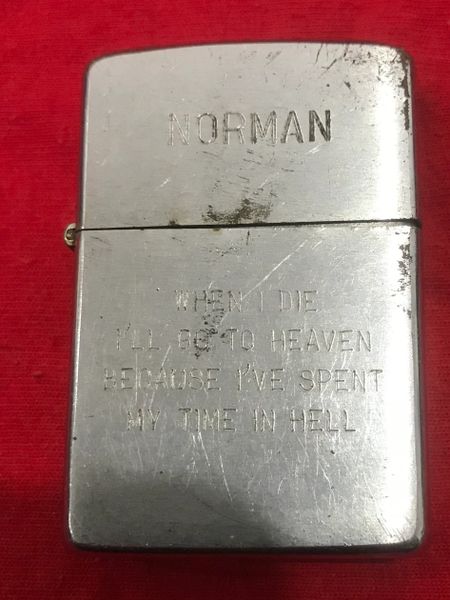 NORMAN
WHEN I DIE
I'LL GO TO HEAVEN
BECAUSE I'VE SPENT
MY TIME IN HELL